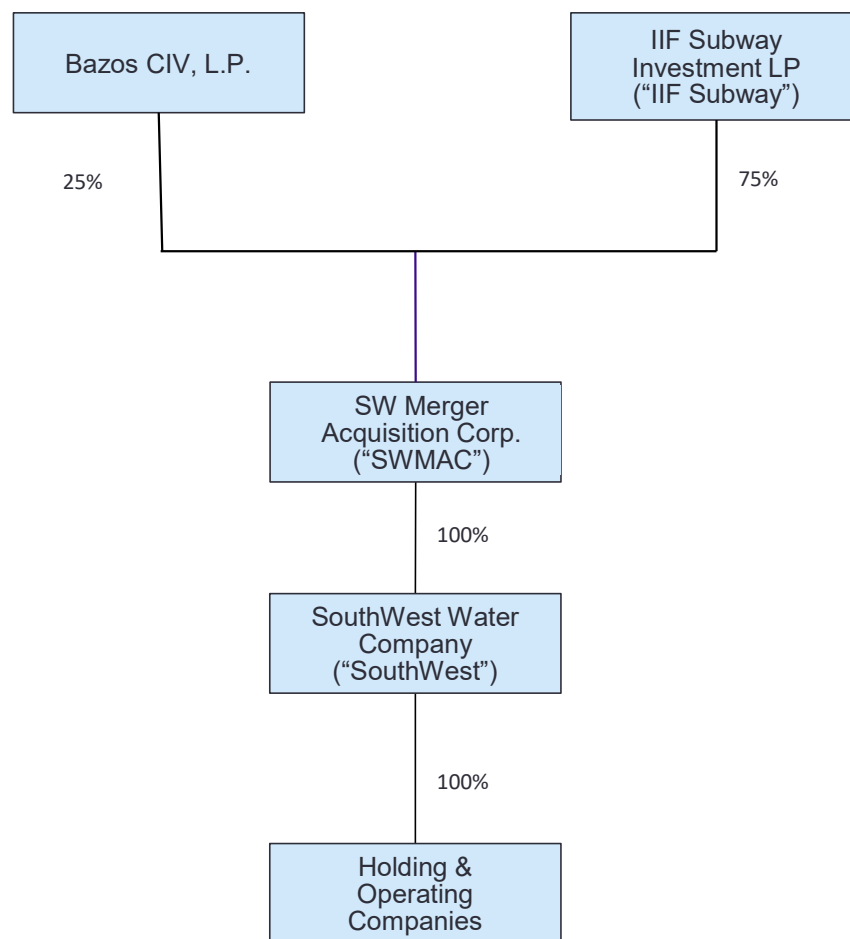 Bazos CIV, L.P.
IIF Subway
Investment LP
(“IIF Subway”)
25%
75%
SW Merger
Acquisition Corp.
(“SWMAC”)
100%
SouthWest Water
Company
(“SouthWest”)
100%
Holding &
Operating
Companies